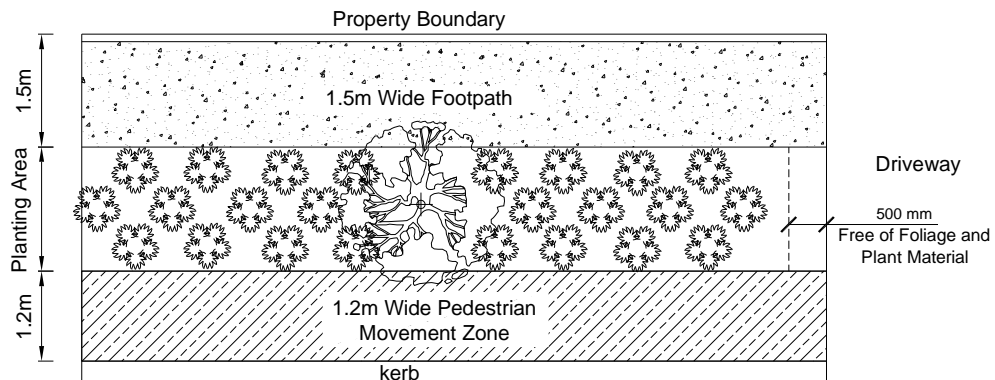 Property Boundary
1.5m
1.5m Wide Footpath
Planting Area
Driveway
500 mm
Free of Foliage and
Plant Material
1.2m
1.2m Wide Pedestrian
Movement Zone
kerb